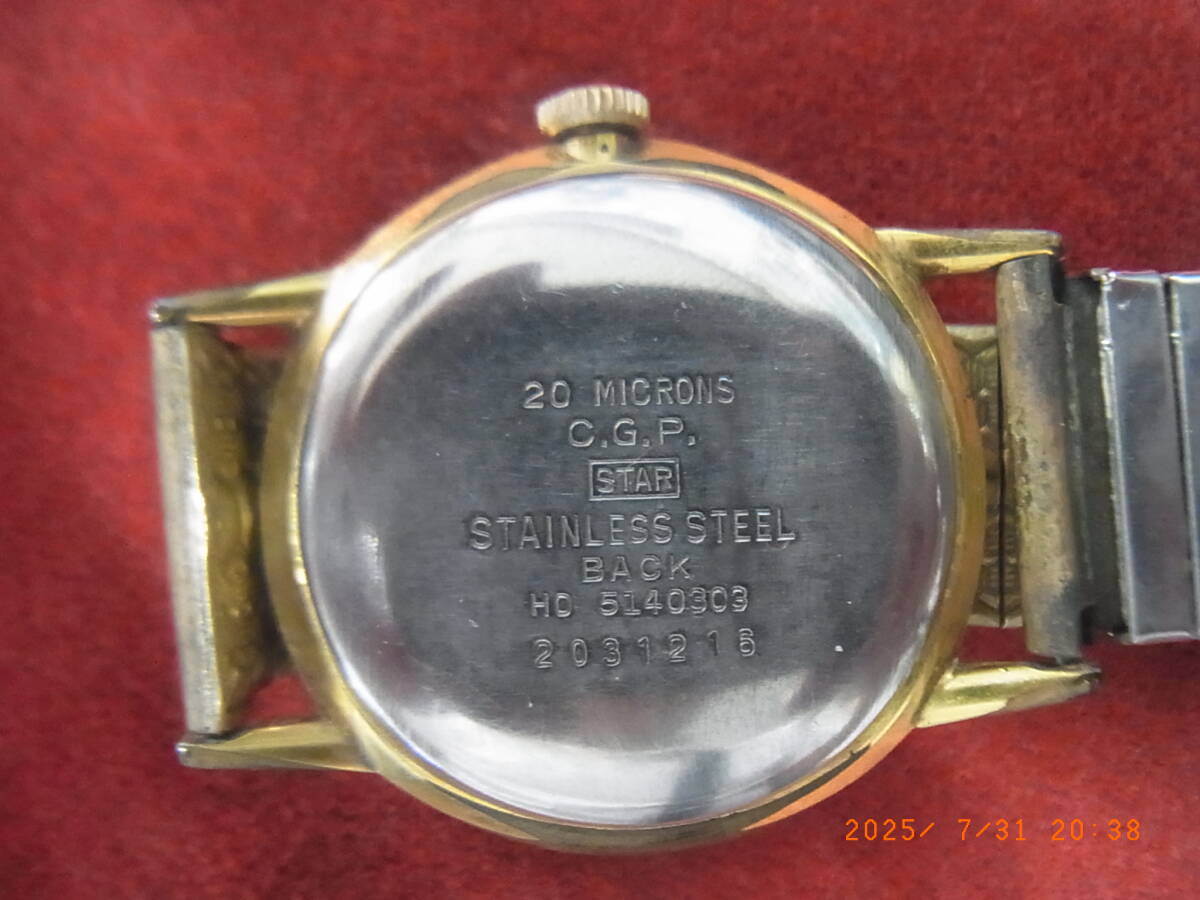 20 MICRONS
C.G.P.
STAR
STAINLESS STEEL
BACK
HD 5140303
2031216
2025/ 7/31 20:38